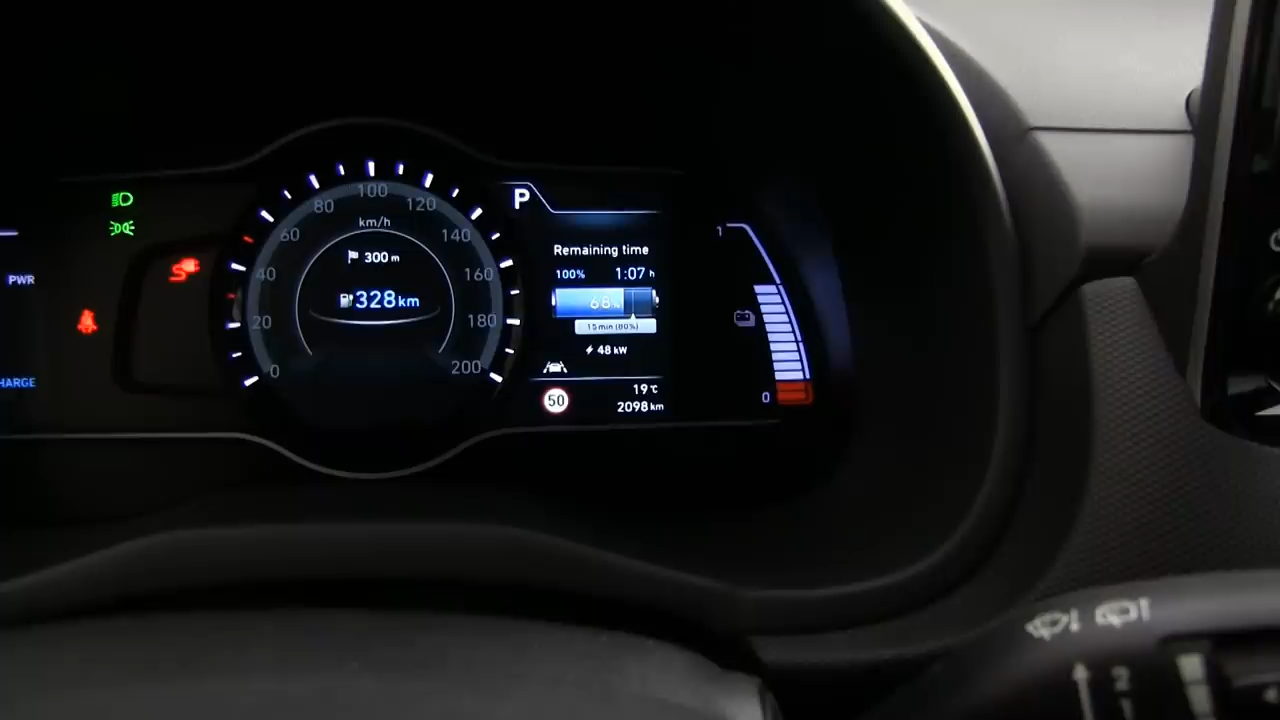 PWR
HARGE
0
20
40
60
80
100
120
140
160
180
200
km/h
300 m
328 km
P
Remaining time
100% 1:07 h
68%
15 min (80%)
48 kW
50
19 °C
2098 km
1
0
2